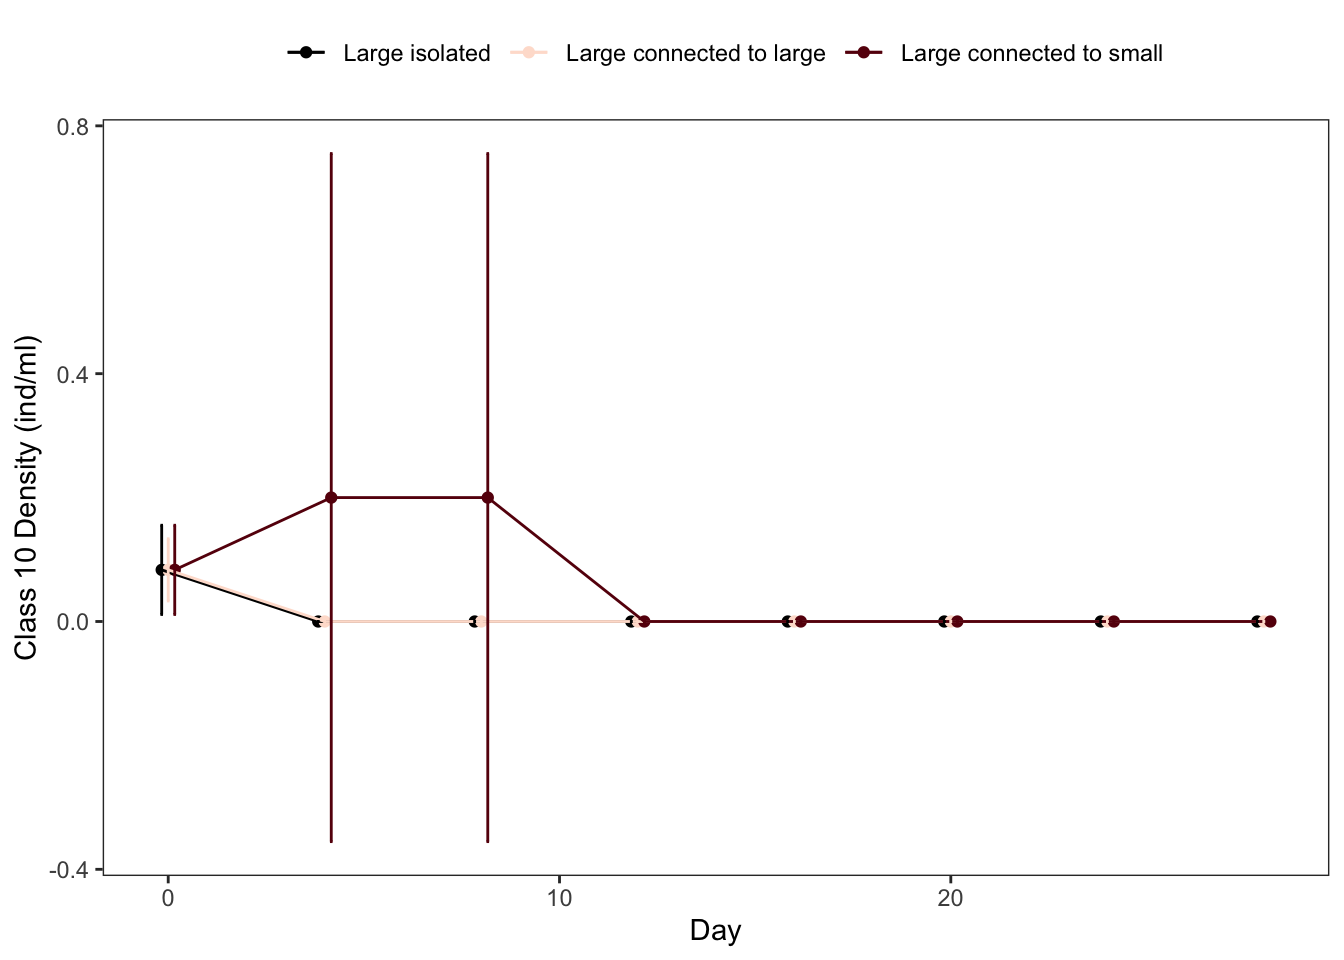 Large isolated Large connected to large Large connected to small
Class 10 Density (ind/ml)
0.8
0.4
0.0
-0.4
0 10 20
Day